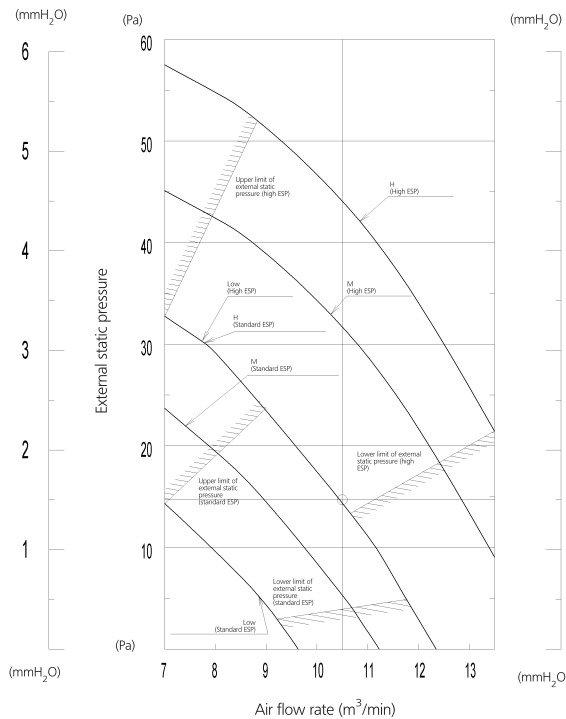 (mmH2O)
(Pa)
(mmH2O)
6
60
5
50
Upper limit of
external static
pressure (high ESP)
H
(High ESP)
4
40
External static pressure
Low
(High ESP)
M
(High ESP)
H
(Standard ESP)
3
30
M
(Standard ESP)
2
20
Lower limit of external
static pressure (high
ESP)
Upper limit of
external static
pressure
(standard ESP)
1
10
Lower limit of
external static
pressure
(standard ESP)
Low
(Standard ESP)
(Pa)
(mmH2O)
7 8 9 10 11 12 13
(mmH2O
Air flow rate (m3/min)